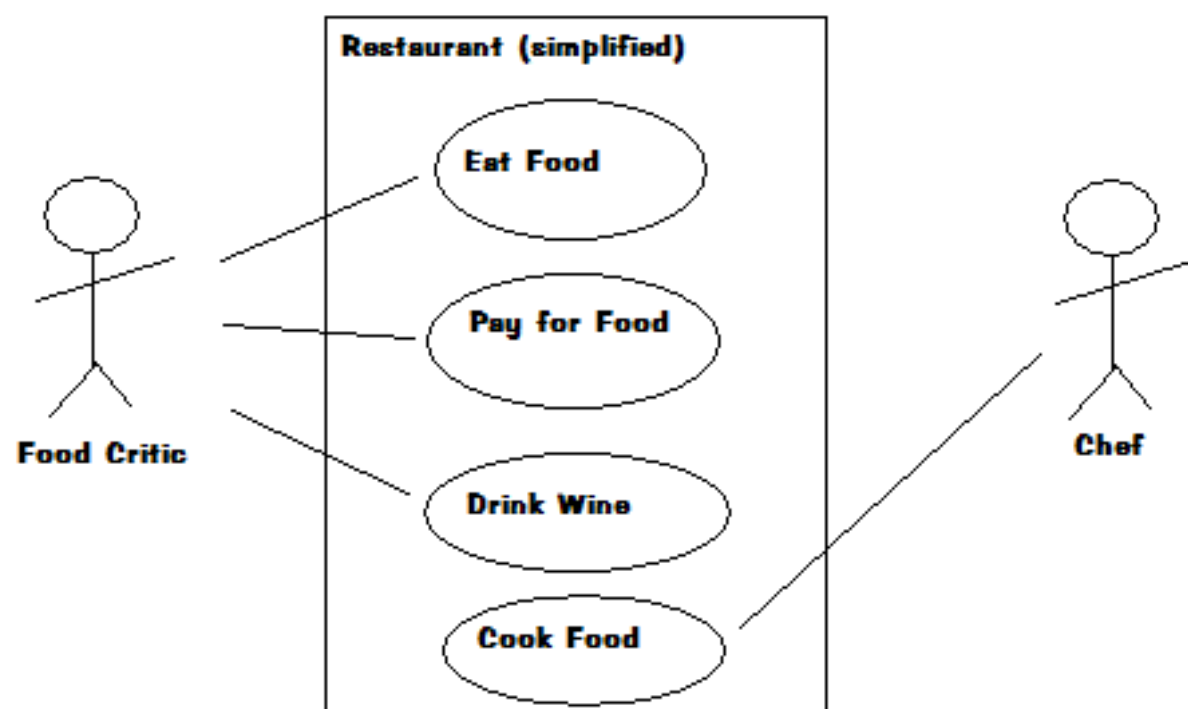 Restaurant (simplified)
Eat Food
Pay for Food
Drink Wine
Cook Food
Food Critic
Chef